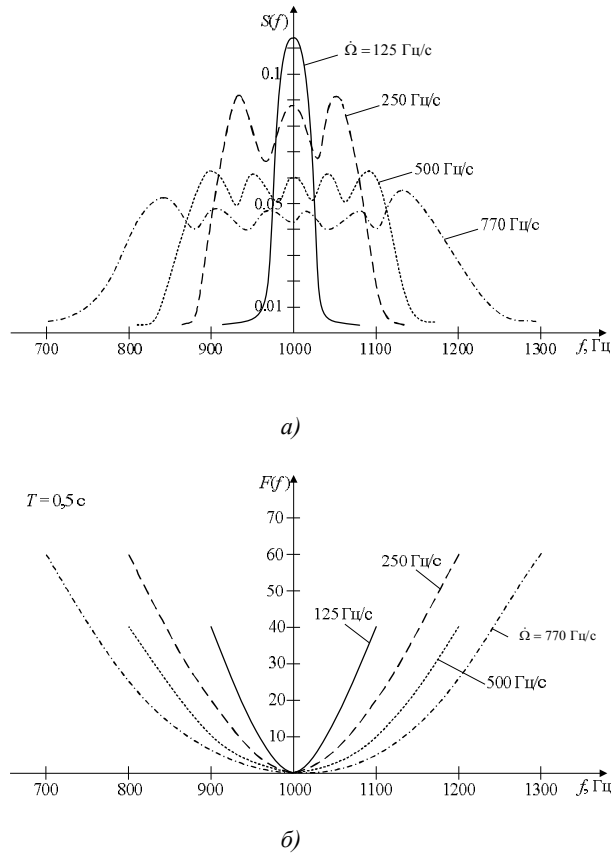 S(f)
Ω̇ = 125 Гц/с
0.1
250 Гц/с
500 Гц/с
0.05
770 Гц/с
0.01
700 800 900 1000 1100 1200 1300 f, Гц
а)
F(f)
T = 0,5 с
70
60
250 Гц/с
50
125 Гц/с
40
Ω̇ = 770 Гц/с
30
500 Гц/с
20
10
700 800 900 1000 1100 1200 1300 f, Гц
б)